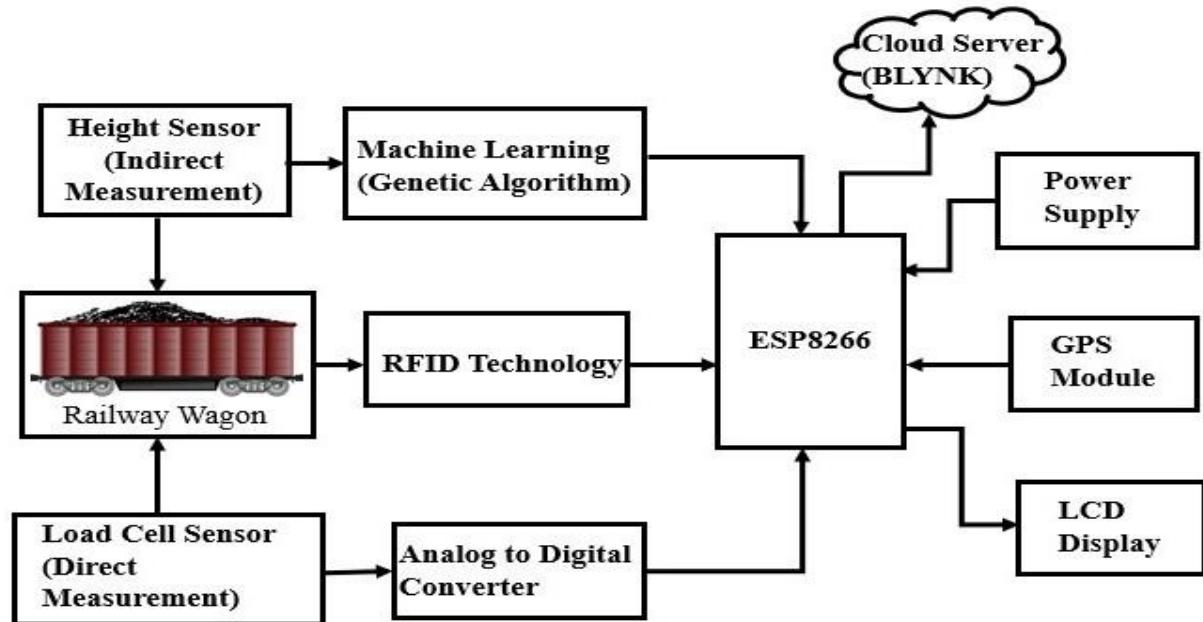 Cloud Server
(BLYNK)
Height Sensor
(Indirect
Measurement)
Machine Learning
(Genetic Algorithm)
Power
Supply
Railway Wagon
RFID Technology
ESP8266
GPS
Module
Load Cell Sensor
(Direct
Measurement)
Analog to Digital
Converter
LCD
Display